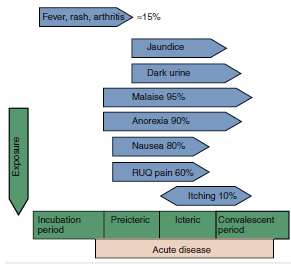 Fever, rash, arthritis ≈15%
Jaundice
Dark urine
Malaise 95%
Anorexia 90%
Nausea 80%
RUQ pain 60%
Itching 10%
Exposure
Incubation period
Preicteric
Icteric
Convalescent period
Acute disease